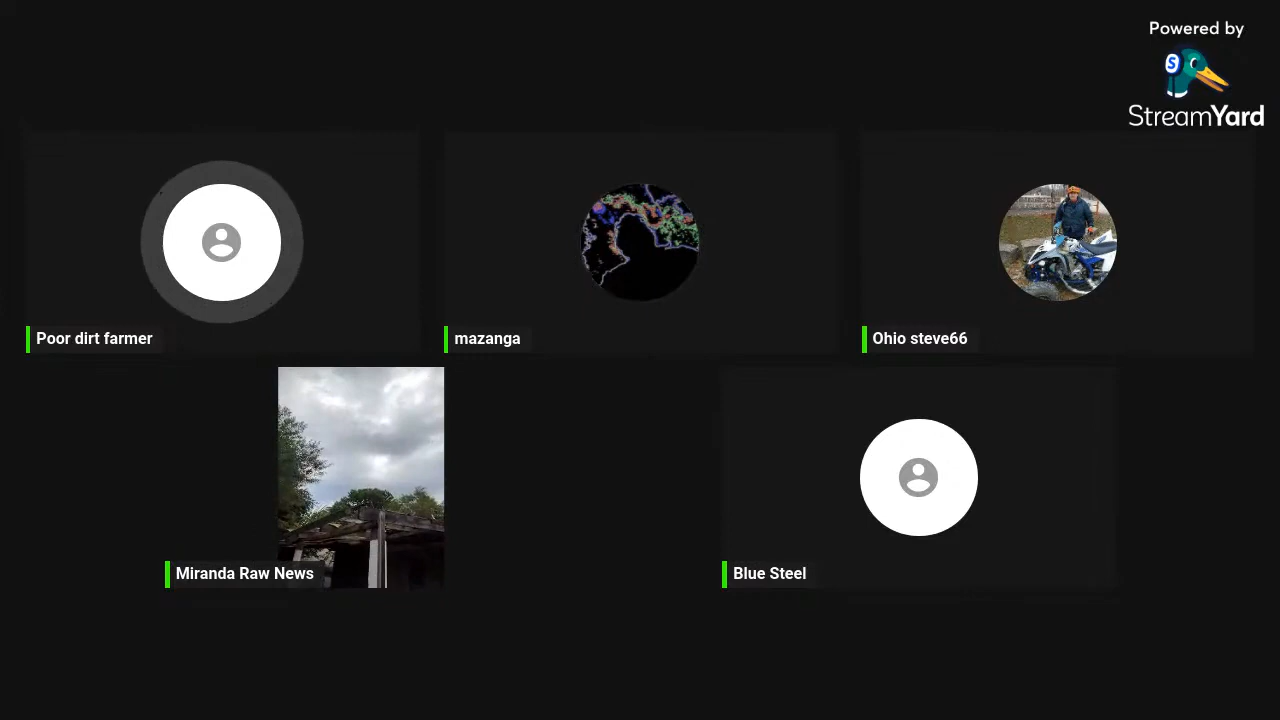 Powered by
S
StreamYard
Poor dirt farmer
mazanga
Ohio steve66
Miranda Raw News
Blue Steel